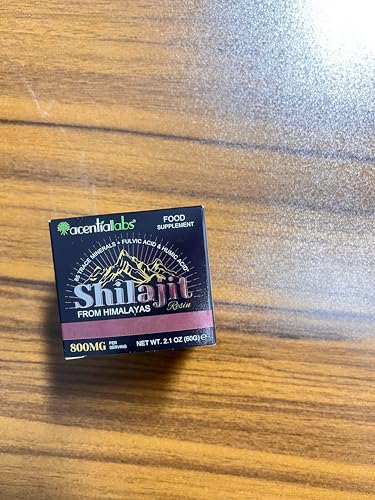 acentialabs®
FOOD
SUPPLEMENT
85 TRACE MINERALS • FULVIC ACID & HUMIC ACID
Shilajit
FROM HIMALAYAS
Resin
800MG PER SERVING
NET WT. 2.1 OZ (60G) e